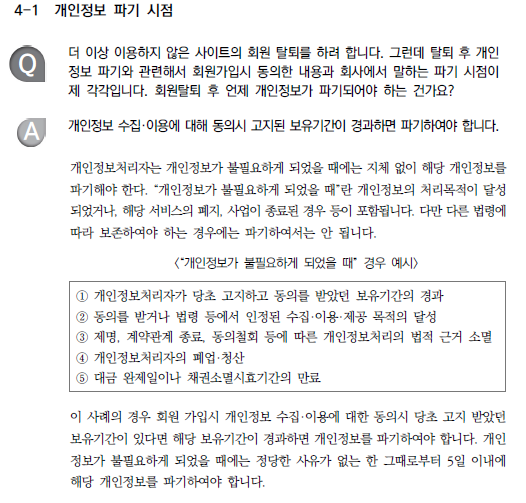 4-1 개인정보 파기 시점
Q
더 이상 이용하지 않은 사이트의 회원 탈퇴를 하려 합니다. 그런데 탈퇴 후 개인
정보 파기와 관련해서 회원가입시 동의한 내용과 회사에서 말하는 파기 시점이
제 각각입니다. 회원탈퇴 후 언제 개인정보가 파기되어야 하는 건가요?
A
개인정보 수집·이용에 대해 동의시 고지된 보유기간이 경과하면 파기하여야 합니다.
개인정보처리자는 개인정보가 불필요하게 되었을 때에는 지체 없이 해당 개인정보를
파기해야 한다. “개인정보가 불필요하게 되었을 때”란 개인정보의 처리목적이 달성
되었거나, 해당 서비스의 폐지, 사업이 종료된 경우 등이 포함됩니다. 다만 다른 법령에
따라 보존하여야 하는 경우에는 파기하여서는 안 됩니다.
〈“개인정보가 불필요하게 되었을 때” 경우 예시〉
① 개인정보처리자가 당초 고지하고 동의를 받았던 보유기간의 경과
② 동의를 받거나 법령 등에서 인정된 수집·이용·제공 목적의 달성
③ 제명, 계약관계 종료, 동의철회 등에 따른 개인정보처리의 법적 근거 소멸
④ 개인정보처리자의 폐업·청산
⑤ 대금 완제일이나 채권소멸시효기간의 만료
이 사례의 경우 회원 가입시 개인정보 수집·이용에 대한 동의시 당초 고지 받았던
보유기간이 있다면 해당 보유기간이 경과하면 개인정보를 파기하여야 합니다. 개인
정보가 불필요하게 되었을 때에는 정당한 사유가 없는 한 그때로부터 5일 이내에
해당 개인정보를 파기하여야 합니다.